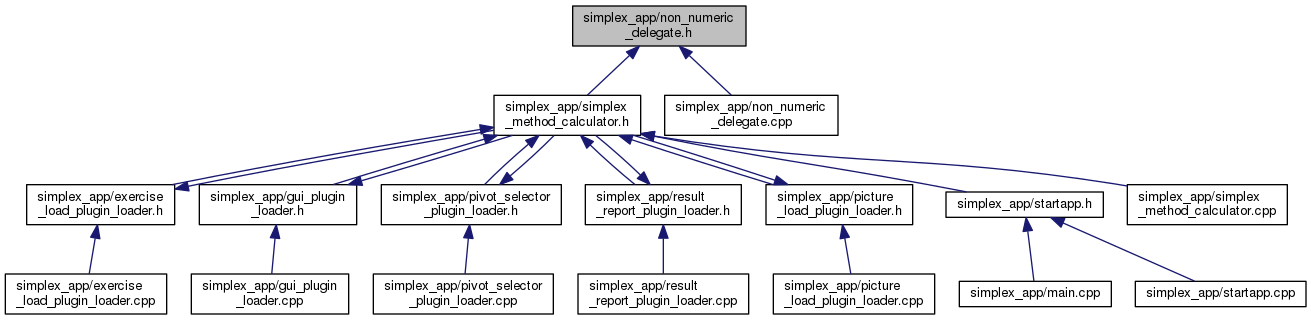 simplex_app/non_numeric
_delegate.h
simplex_app/simplex
_method_calculator.h
simplex_app/non_numeric
_delegate.cpp
simplex_app/exercise
_load_plugin_loader.h
simplex_app/gui_plugin
_loader.h
simplex_app/pivot_selector
_plugin_loader.h
simplex_app/result
_report_plugin_loader.h
simplex_app/picture
_load_plugin_loader.h
simplex_app/startapp.h
simplex_app/simplex
_method_calculator.cpp
simplex_app/exercise
_load_plugin_loader.cpp
simplex_app/gui_plugin
_loader.cpp
simplex_app/pivot_selector
_plugin_loader.cpp
simplex_app/result
_report_plugin_loader.cpp
simplex_app/picture
_load_plugin_loader.cpp
simplex_app/main.cpp
simplex_app/startapp.cpp